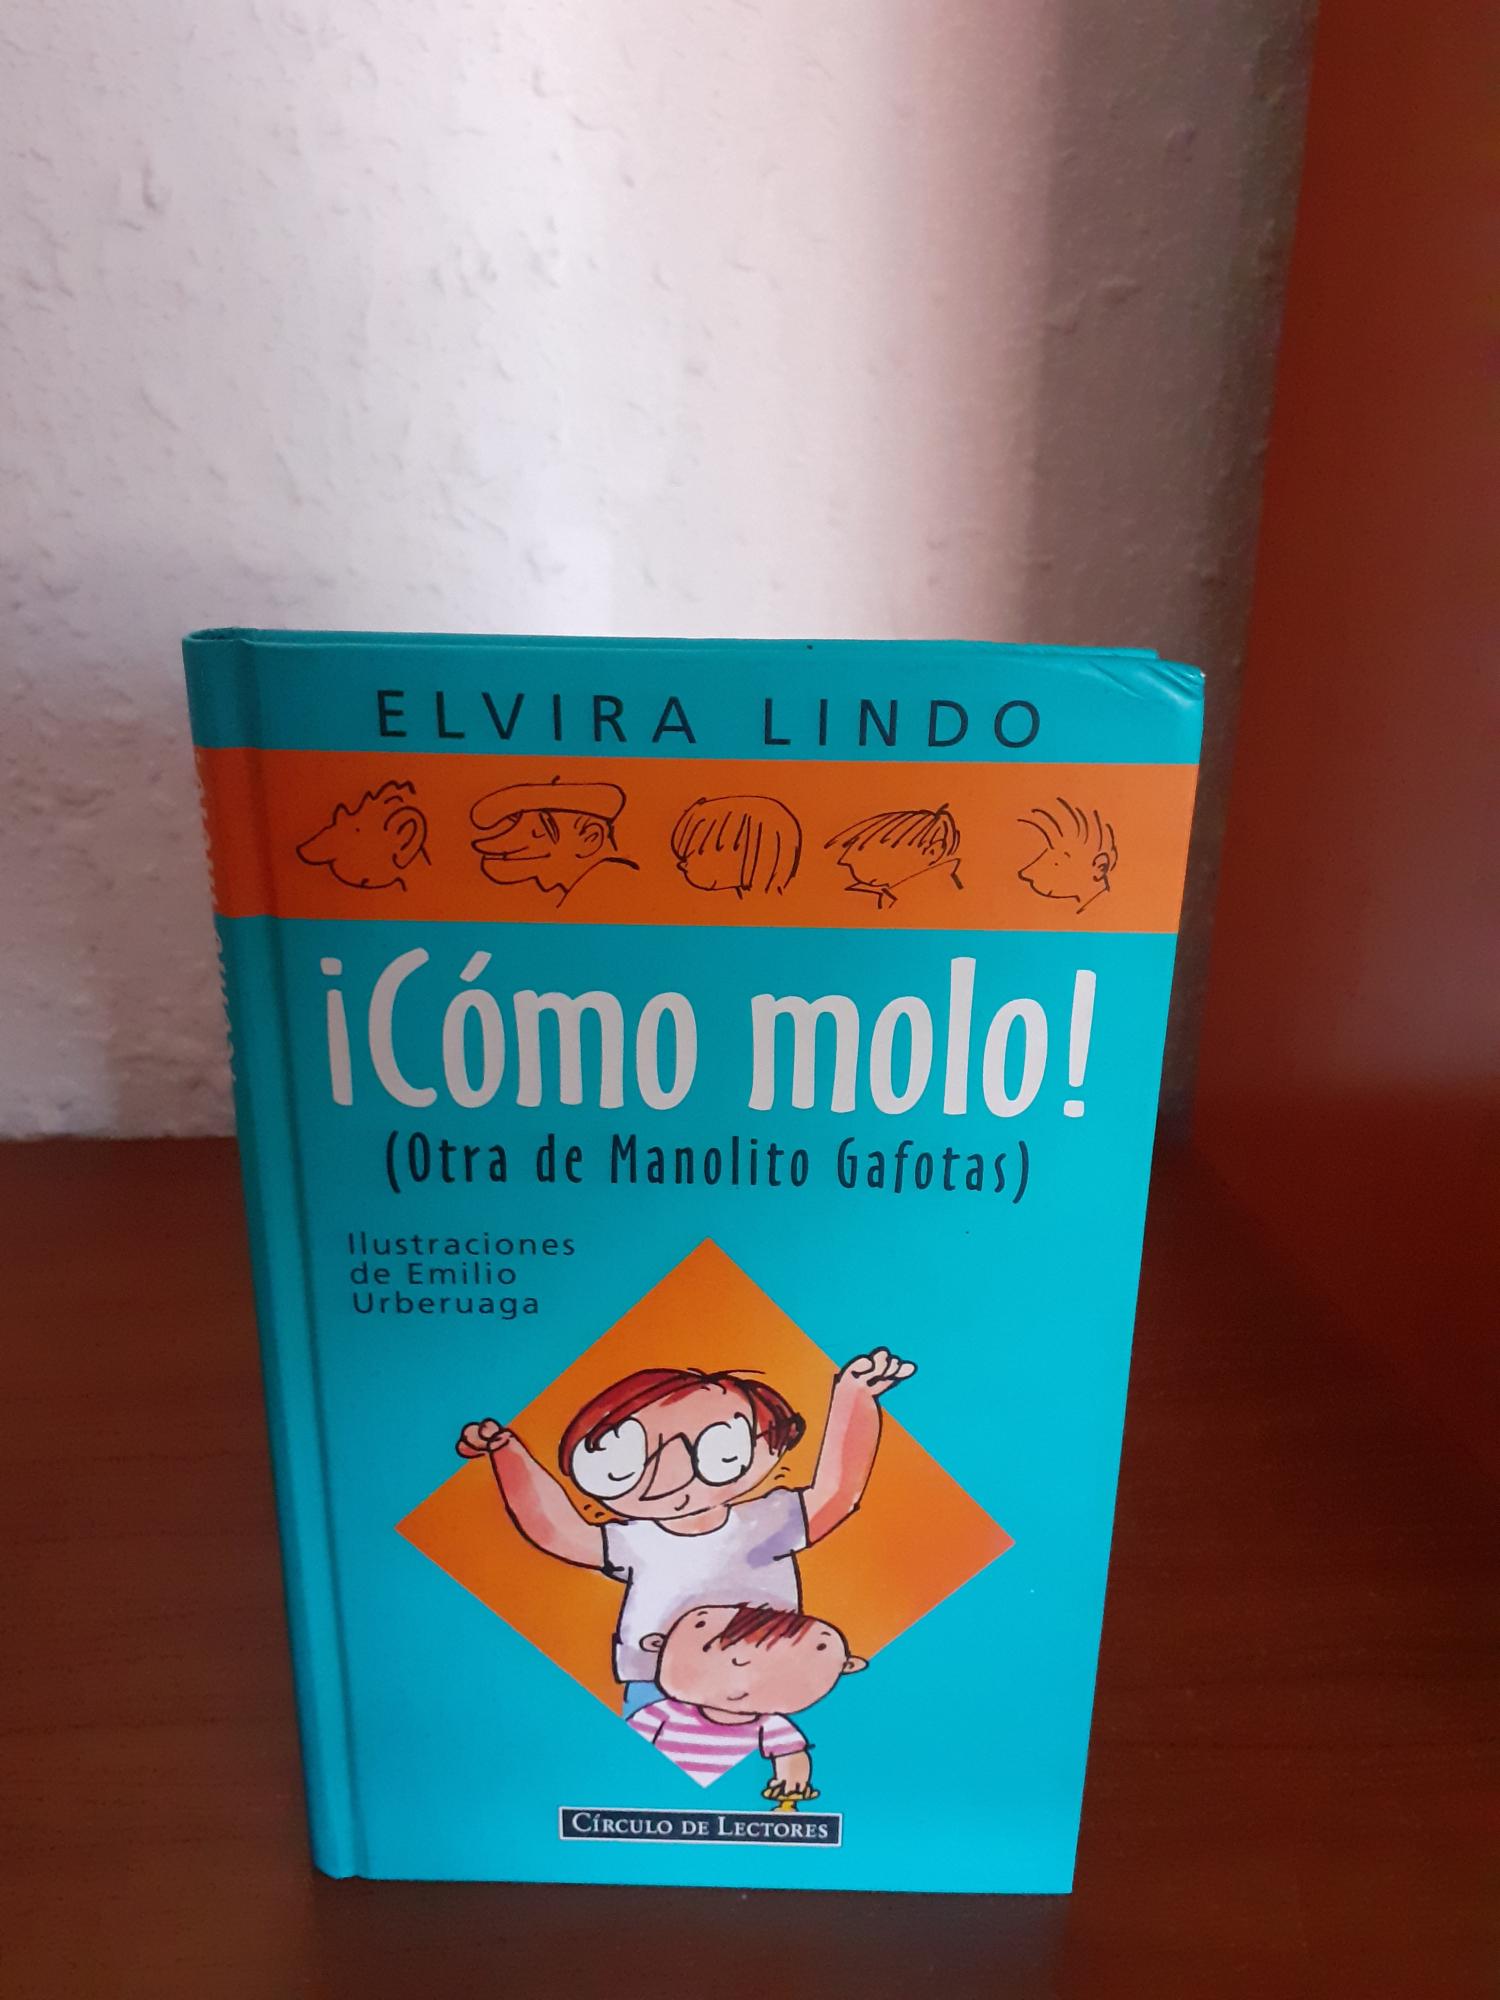 ELVIRA LINDO
¡Cómo molo!
(Otra de Manolito Gafotas)
Ilustraciones
de Emilio
Urberuaga
CÍRCULO DE LECTORES